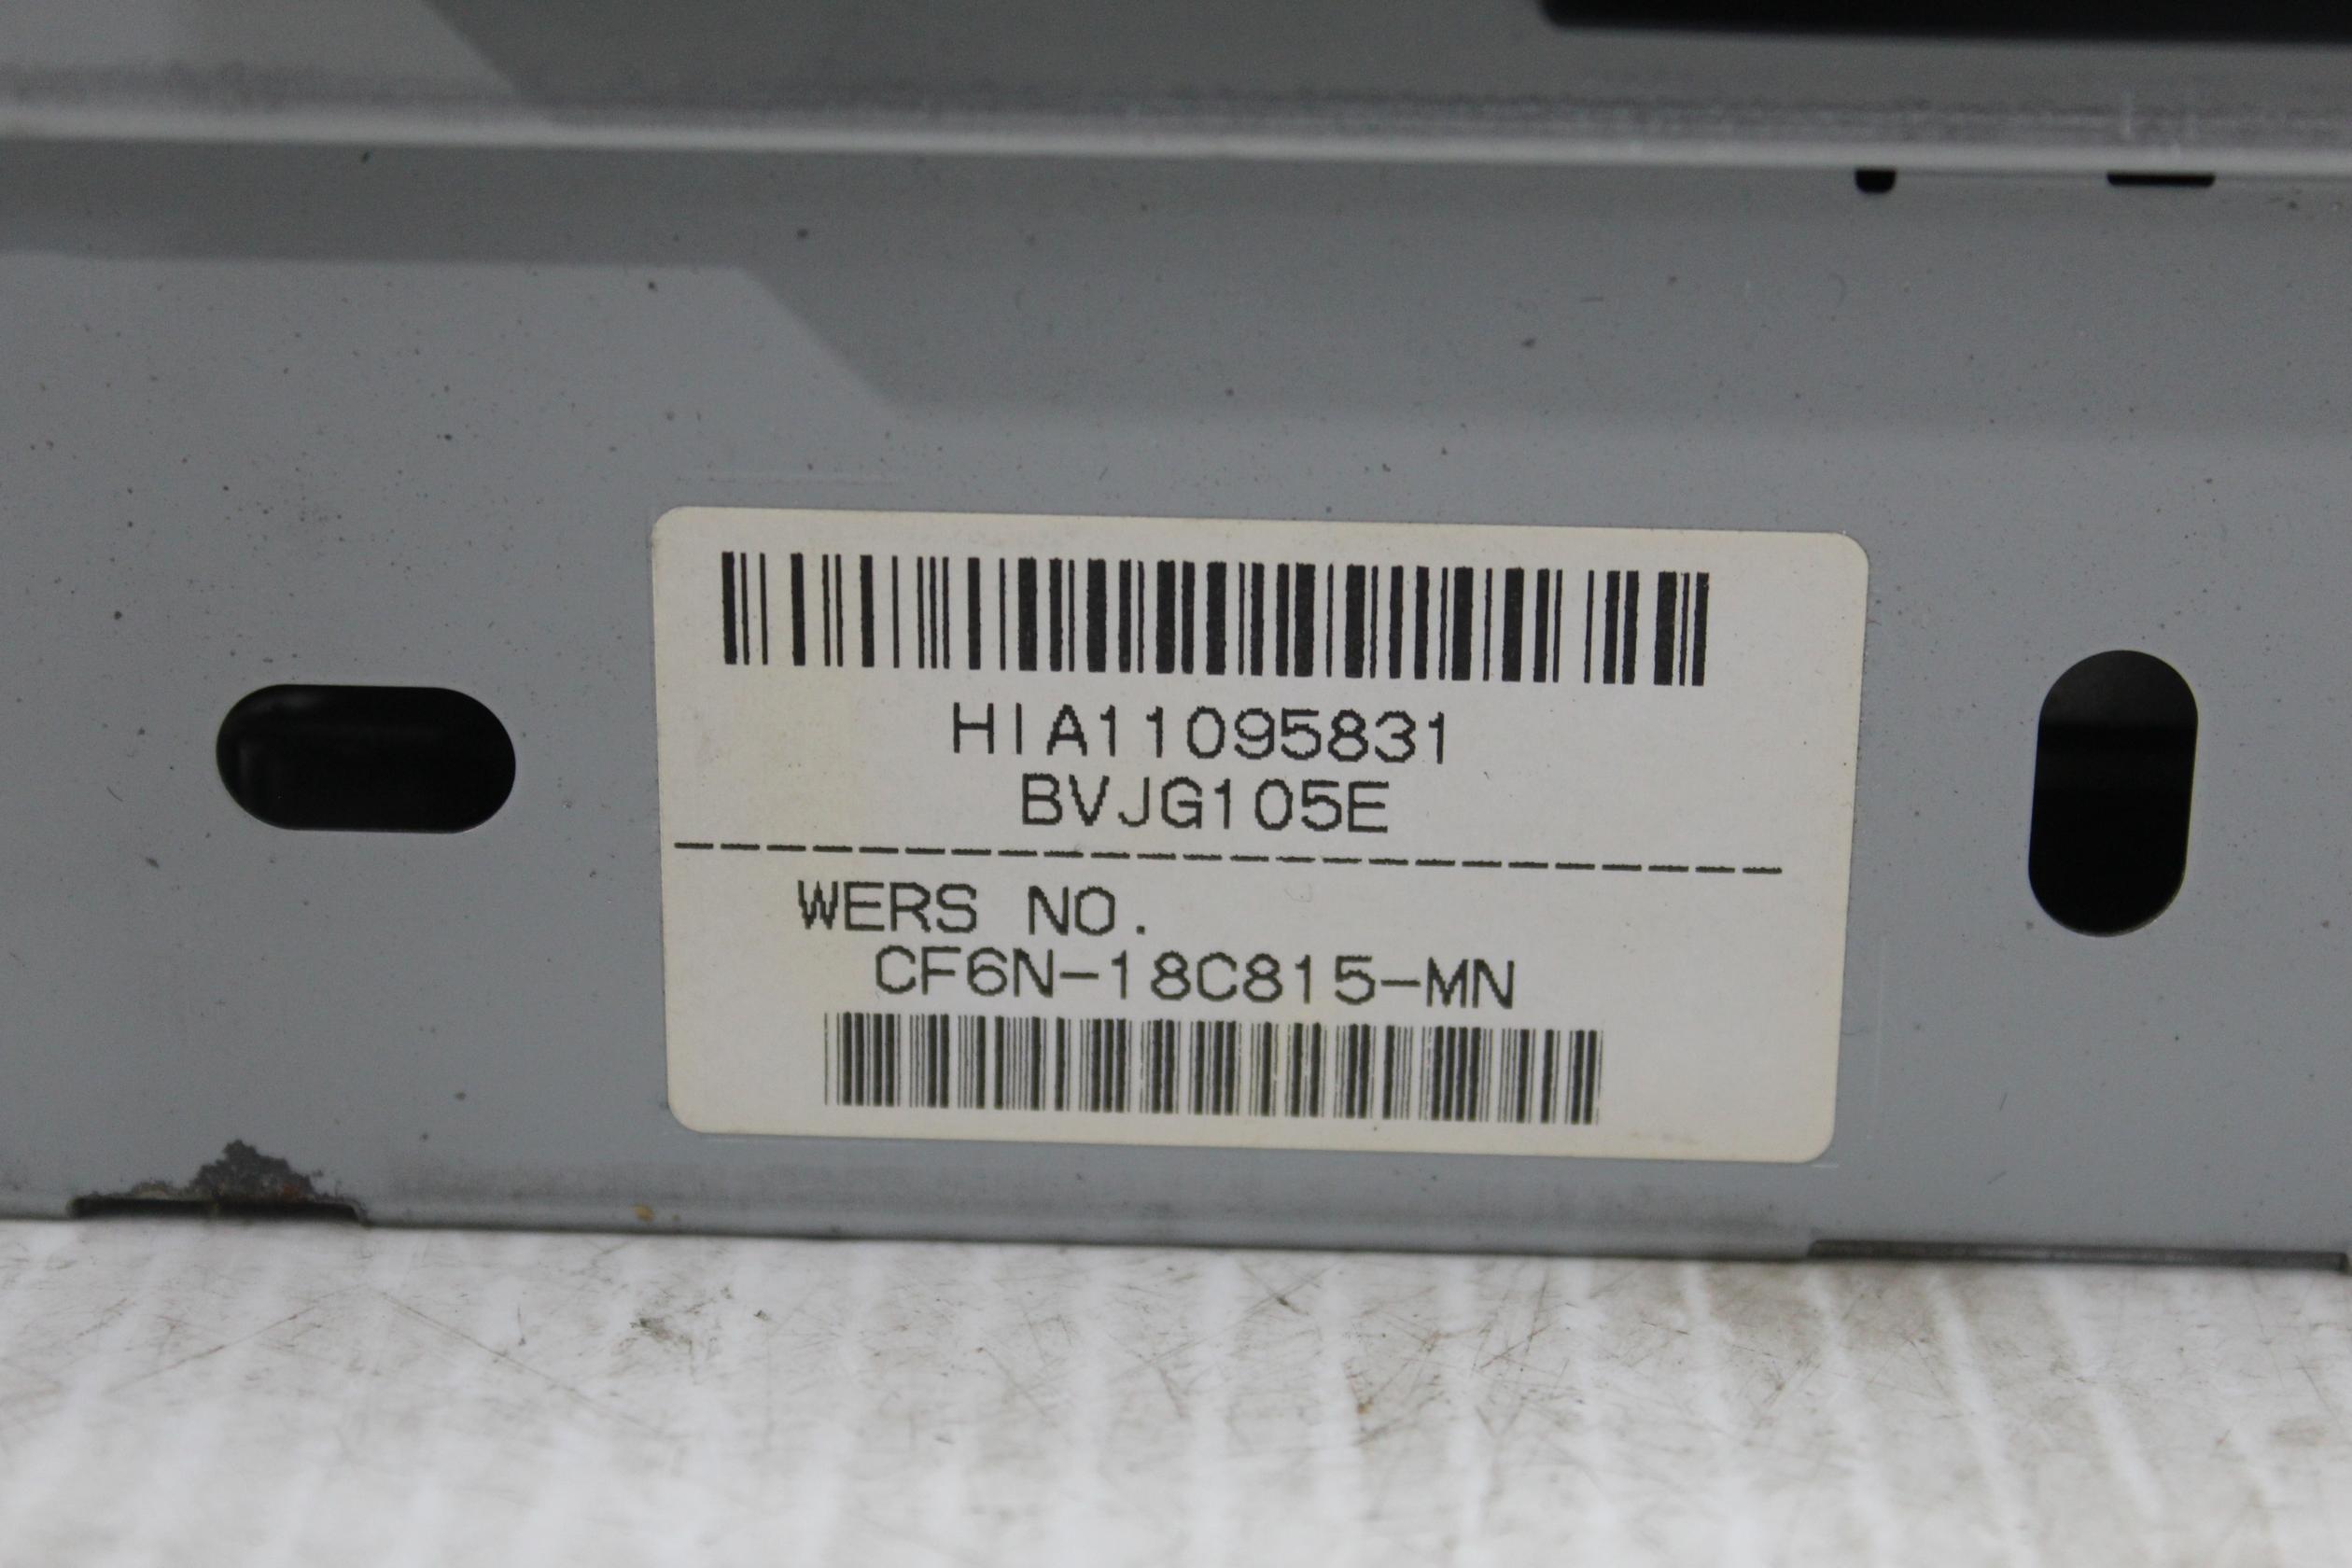 HIA11095831
BVJG105E
WERS NO.
CF6N-18C815-MN